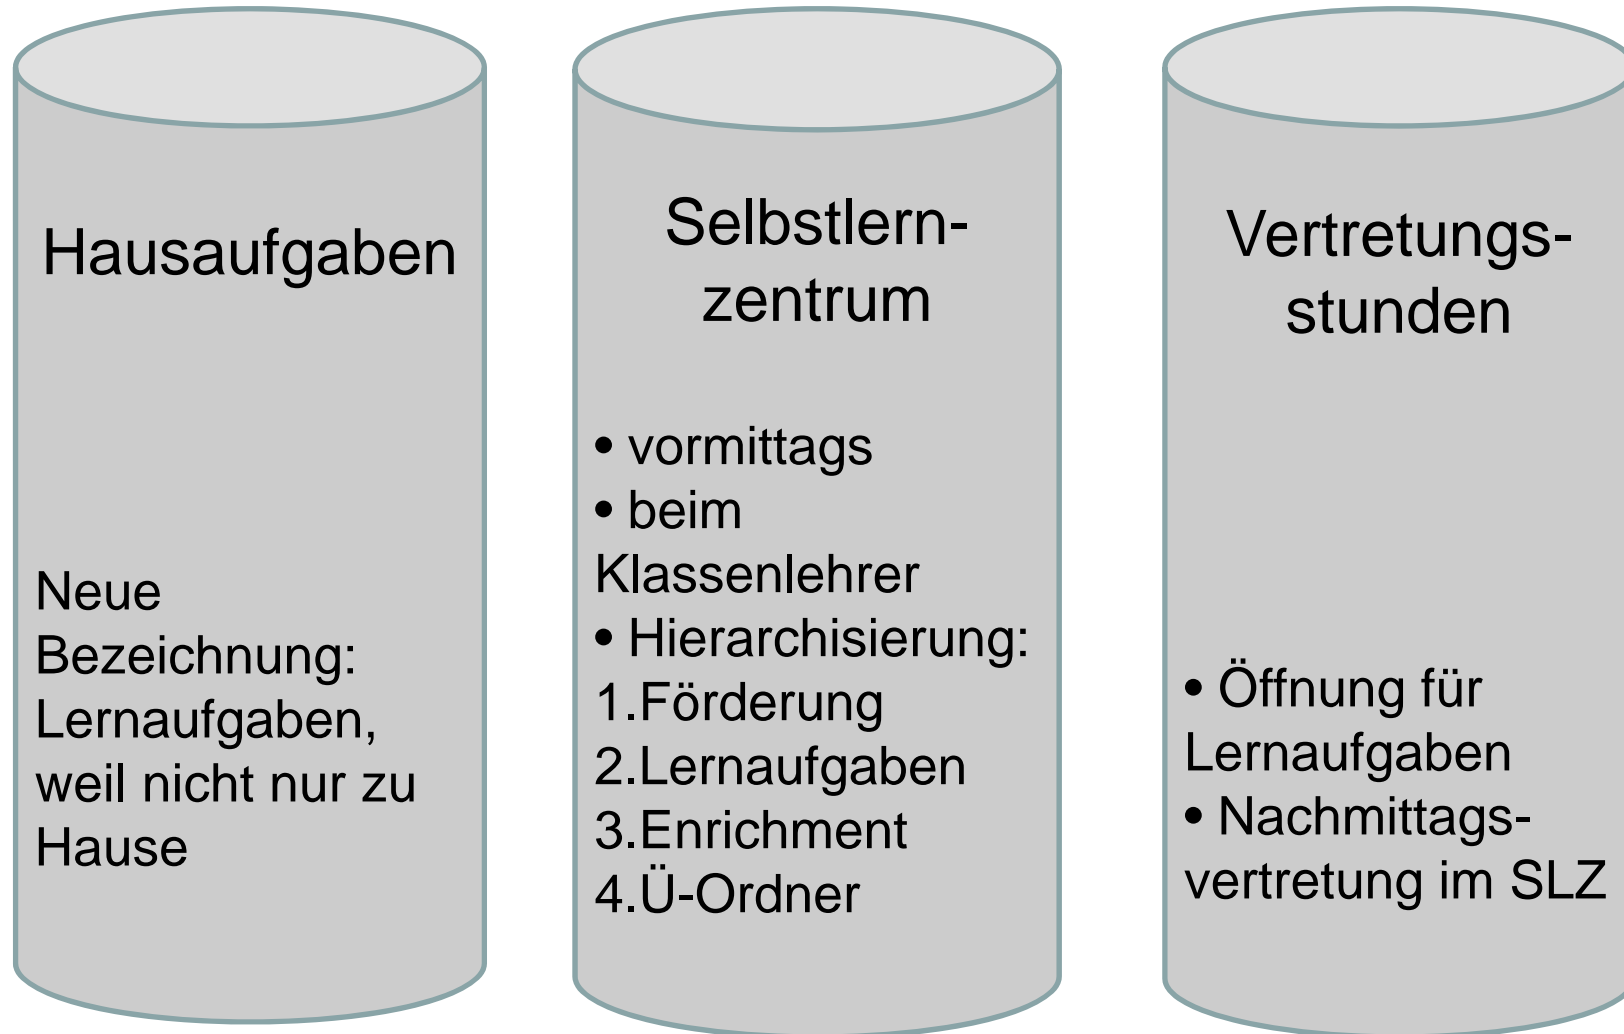 Hausaufgaben
Neue
Bezeichnung:
Lernaufgaben,
weil nicht nur zu
Hause
Selbstlern-
zentrum
• vormittags
• beim
Klassenlehrer
• Hierarchisierung:
1.Förderung
2.Lernaufgaben
3.Enrichment
4.Ü-Ordner
Vertretungs-
stunden
• Öffnung für
Lernaufgaben
• Nachmittags-
vertretung im SLZ